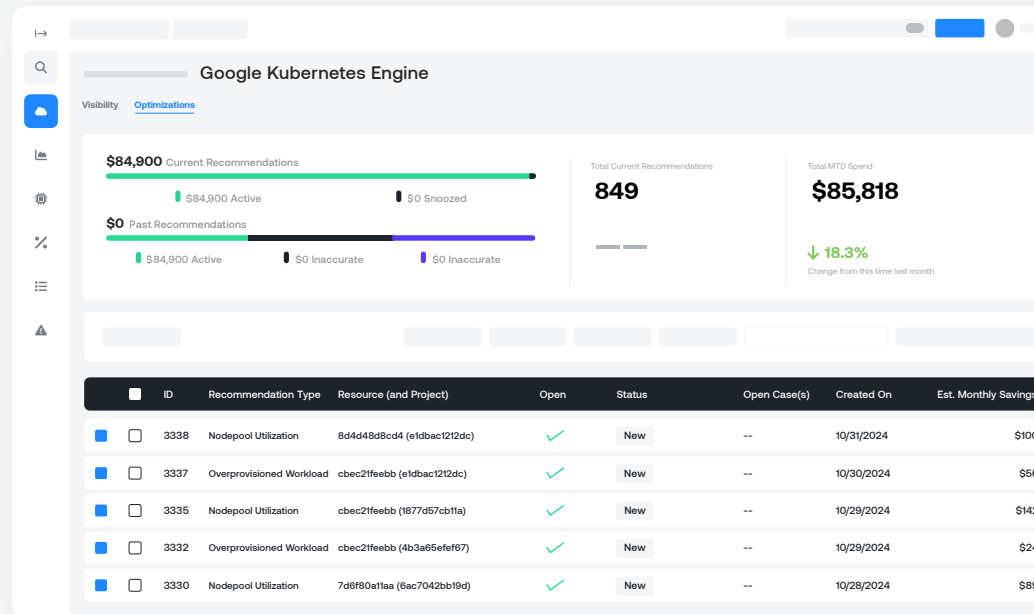 Google Kubernetes Engine
Visibility Optimizations
$84,900 Current Recommendations
$84,900 Active $0 Snoozed
$0 Past Recommendations
$84,900 Active $0 Inaccurate $0 Inaccurate
Total Current Recommendations
849
Total MTD Spend
$85,818
18.3%
Change from this time last month
ID Recommendation Type Resource (and Project) Open Status Open Case(s) Created On Est. Monthly Savings
3338 Nodepool Utilization 8d4d48d8cd4 (e1dbac1212dc) New -- 10/31/2024 $100
3337 Overprovisioned Workload cbec21feebb (e1dbac1212dc) New -- 10/30/2024
3335 Nodepool Utilization cbec21feebb (1877d57cb11a) New -- 10/29/2024
3332 Overprovisioned Workload cbec21feebb (4b3a65efef67) New -- 10/29/2024
3330 Nodepool Utilization 7d6f80a11aa (6ac7042bb19d) New -- 10/28/2024